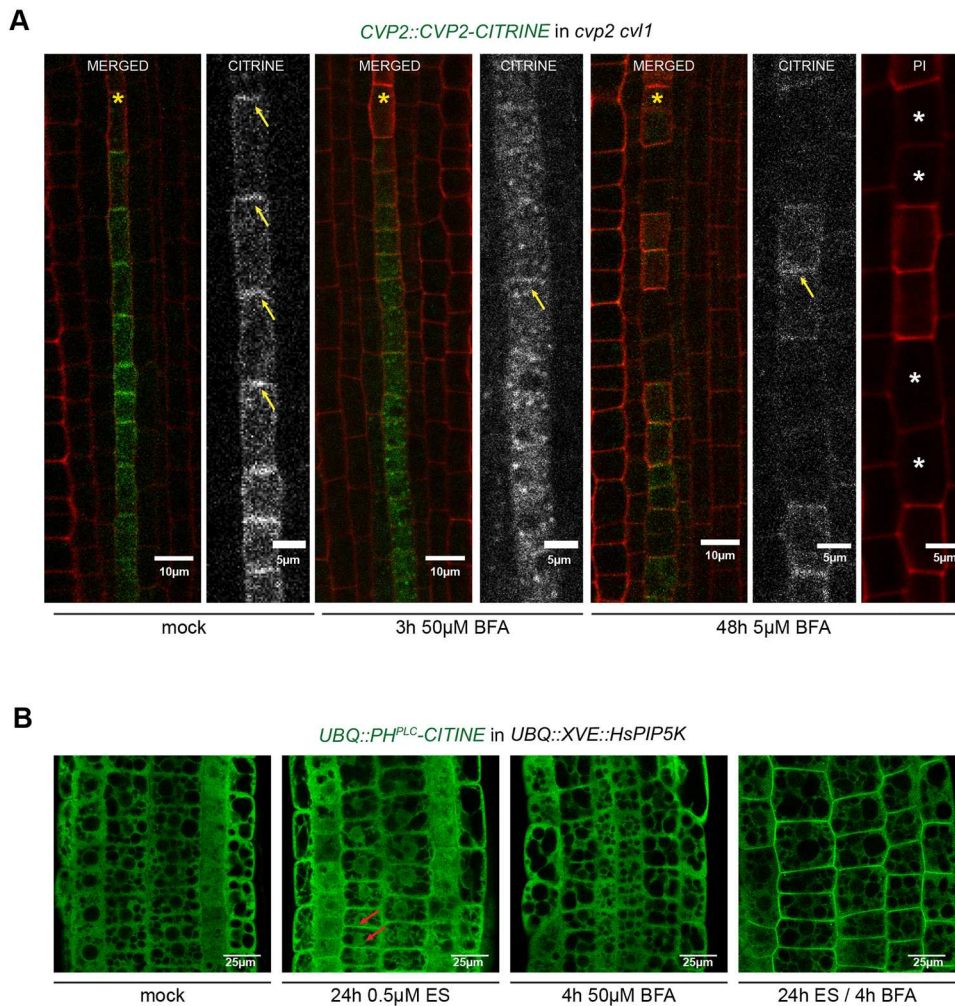 A
CVP2::CVP2-CITRINE in cvp2 cvl1
MERGED CITRINE MERGED CITRINE MERGED CITRINE PI
* * * *
*
*
*
10µm 5µm 10µm 5µm 10µm 5µm 5µm
mock 3h 50µM BFA 48h 5µM BFA
B
UBQ::PHPLC-CITINE in UBQ::XVE::HsPIP5K
25µm 25µm 25µm 25µm
mock 24h 0.5µM ES 4h 50µM BFA 24h ES / 4h BFA